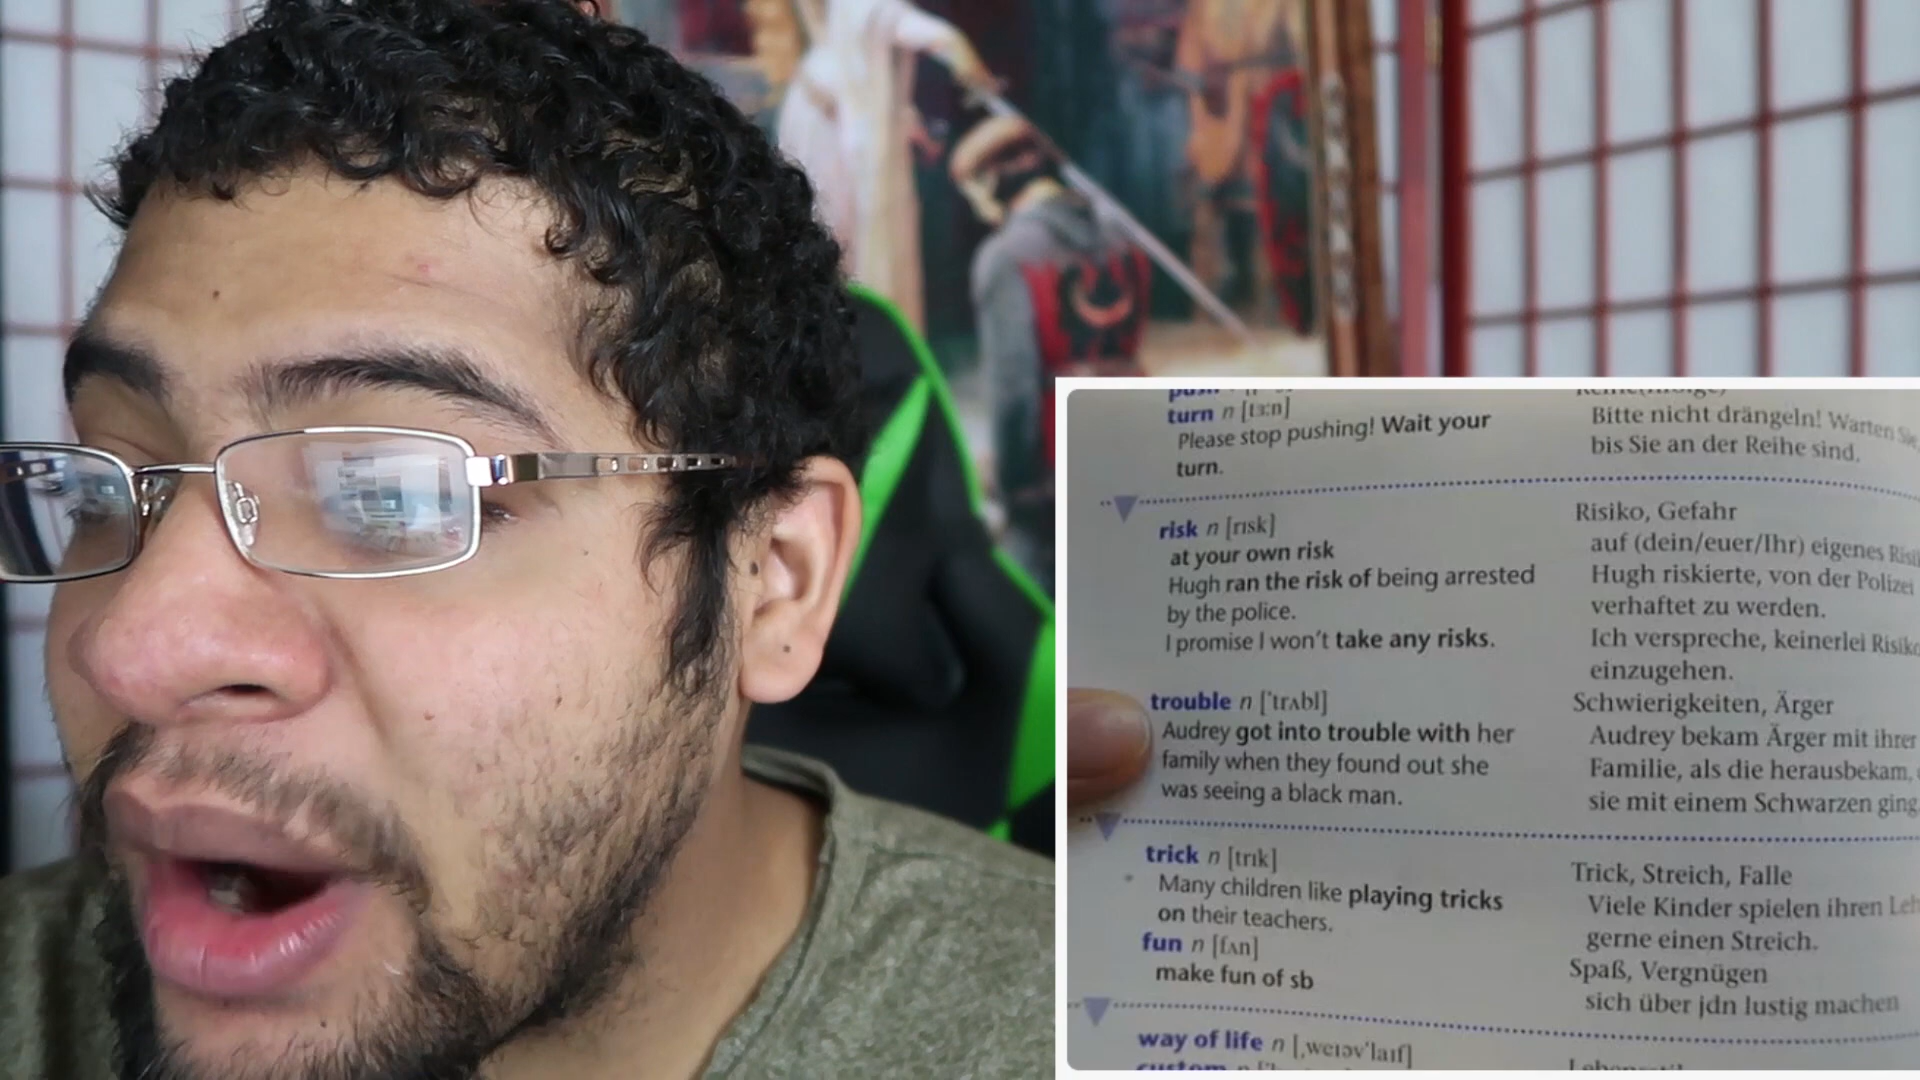 turn n [tɜːn]
Please stop pushing! Wait your
turn.
Bitte nicht drängeln! Warten Sie,
bis Sie an der Reihe sind.
risk n [rɪsk]
at your own risk
Hugh ran the risk of being arrested
by the police.
I promise I won't take any risks.
Risiko, Gefahr
auf (dein/euer/Ihr) eigenes
Hugh riskierte, von der Polizei
verhaftet zu werden.
Ich verspreche, keinerlei
einzugehen.
trouble n ['trʌbl]
Audrey got into trouble with her
family when they found out she
was seeing a black man.
Schwierigkeiten, Ärger
Audrey bekam Ärger mit ihrer
Familie, als die herausbekam,
sie mit einem Schwarzen ging
trick n [trɪk]
Many children like playing tricks
on their teachers.
Trick, Streich, Falle
Viele Kinder spielen ihren
gerne einen Streich.
fun n [fʌn]
make fun of sb
Spaß, Vergnügen
sich über jdn lustig machen
way of life n [ˌweɪəv'laɪf]
custom n